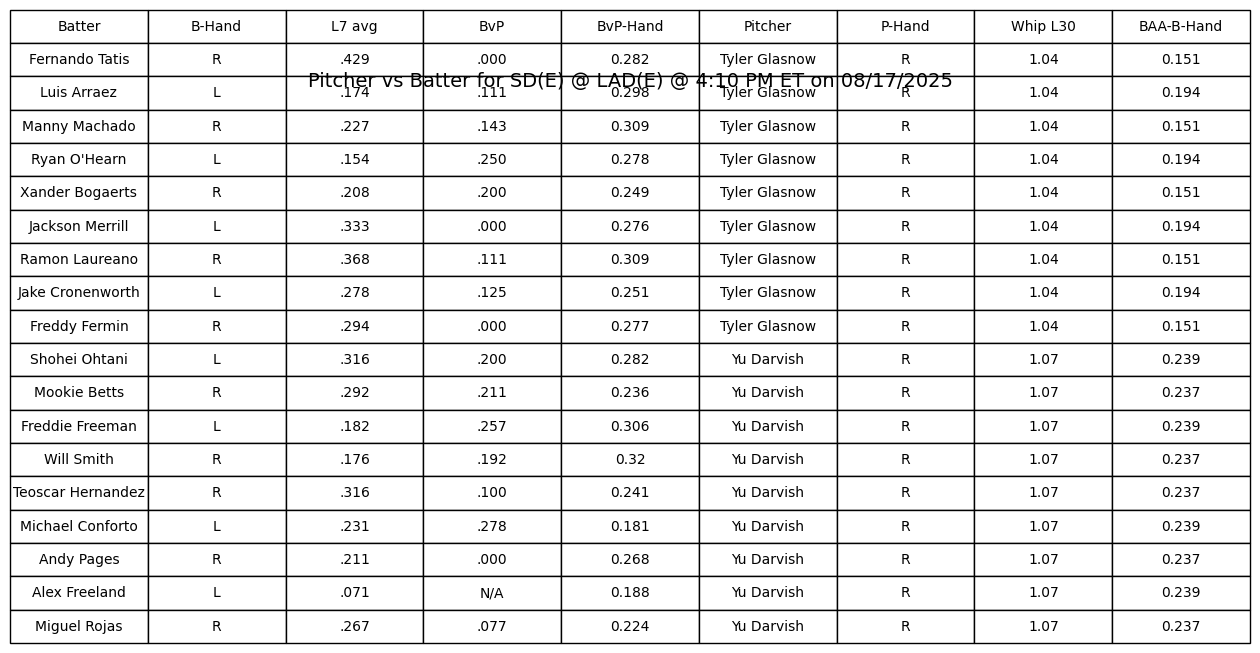 Batter B-Hand L7 avg BvP BvP-Hand Pitcher P-Hand Whip L30 BAA-B-Hand
Fernando Tatis R .429 .000 0.282 Tyler Glasnow R 1.04 0.151
Pitcher vs Batter for SD(E) @ LAD(E) @ 4:10 PM ET on 08/17/2025
Luis Arraez L .174 .111 0.298 Tyler Glasnow R 1.04 0.194
Manny Machado R .227 .143 0.309 Tyler Glasnow R 1.04 0.151
Ryan O'Hearn L .154 .250 0.278 Tyler Glasnow R 1.04 0.194
Xander Bogaerts R .208 .200 0.249 Tyler Glasnow R 1.04 0.151
Jackson Merrill L .333 .000 0.276 Tyler Glasnow R 1.04 0.194
Ramon Laureano R .368 .111 0.309 Tyler Glasnow R 1.04 0.151
Jake Cronenworth L .278 .125 0.251 Tyler Glasnow R 1.04 0.194
Freddy Fermin R .294 .000 0.277 Tyler Glasnow R 1.04 0.151
Shohei Ohtani L .316 .200 0.282 Yu Darvish R 1.07 0.239
Mookie Betts R .292 .211 0.236 Yu Darvish R 1.07 0.237
Freddie Freeman L .182 .257 0.306 Yu Darvish R 1.07 0.239
Will Smith R .176 .192 0.32 Yu Darvish R 1.07 0.237
Teoscar Hernandez R .316 .100 0.241 Yu Darvish R 1.07 0.237
Michael Conforto L .231 .278 0.181 Yu Darvish R 1.07 0.239
Andy Pages R .211 .000 0.268 Yu Darvish R 1.07 0.237
Alex Freeland L .071 N/A 0.188 Yu Darvish R 1.07 0.239
Miguel Rojas R .267 .077 0.224 Yu Darvish R 1.07 0.237